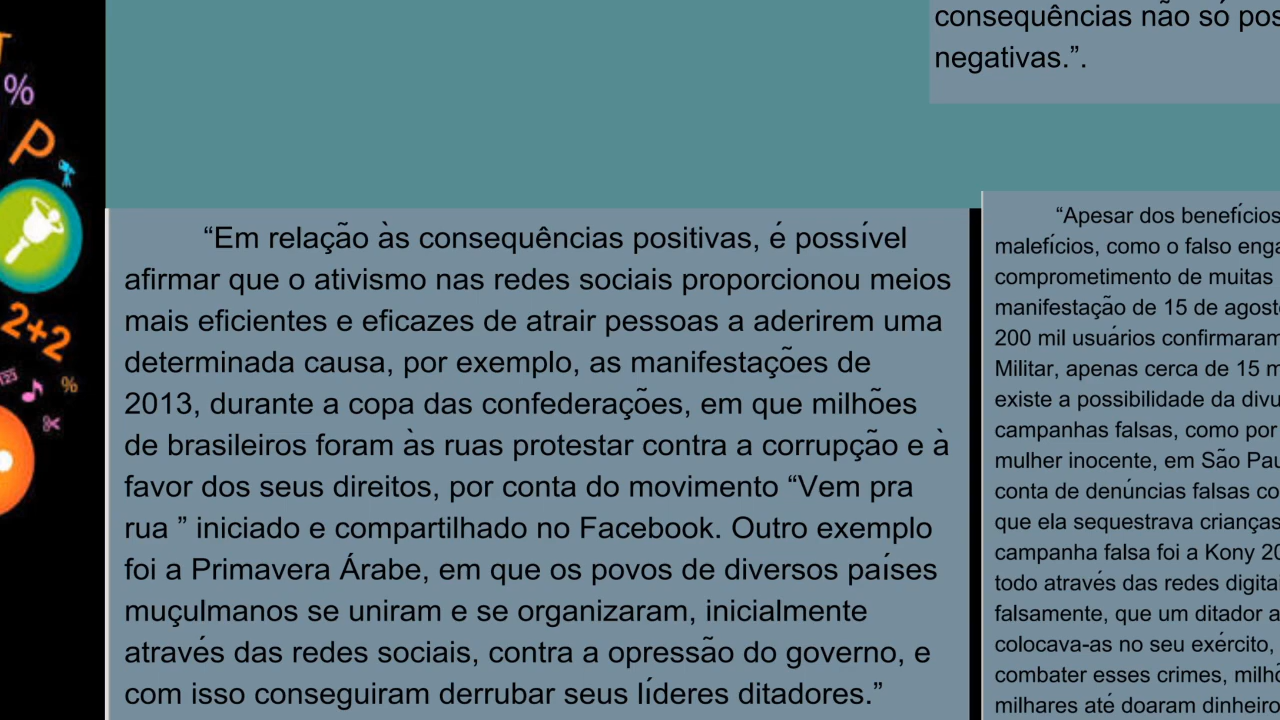 consequências não só pos
negativas.”.
%
P
2+2
123
%
“Em relação às consequências positivas, é possível
afirmar que o ativismo nas redes sociais proporcionou meios
mais eficientes e eficazes de atrair pessoas a aderirem uma
determinada causa, por exemplo, as manifestações de
2013, durante a copa das confederações, em que milhões
de brasileiros foram às ruas protestar contra a corrupção e à
favor dos seus direitos, por conta do movimento “Vem pra
rua ” iniciado e compartilhado no Facebook. Outro exemplo
foi a Primavera Árabe, em que os povos de diversos países
muçulmanos se uniram e se organizaram, inicialmente
através das redes sociais, contra a opressão do governo, e
com isso conseguiram derrubar seus líderes ditadores.”
“Apesar dos benefícios
malefícios, como o falso enga
comprometimento de muitas
manifestação de 15 de agost
200 mil usuários confirmaram
Militar, apenas cerca de 15 m
existe a possibilidade da divu
campanhas falsas, como por
mulher inocente, em São Pau
conta de denúncias falsas co
que ela sequestrava crianças
campanha falsa foi a Kony 20
todo através das redes digitai
falsamente, que um ditador a
colocava-as no seu exército,
combater esses crimes, milhõ
milhares até doaram dinheiro